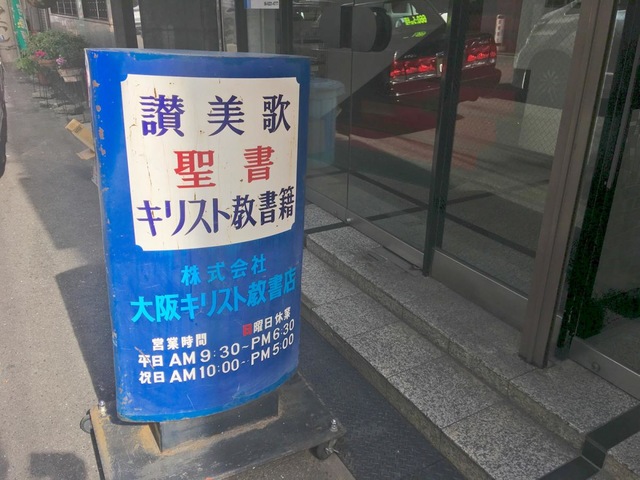 讃美歌
聖書
キリスト教書籍
株式会社
大阪キリスト教書店
営業時間 日曜日休業
平日 AM 9:30~PM 6:30
祝日 AM 10:00~PM 5:00